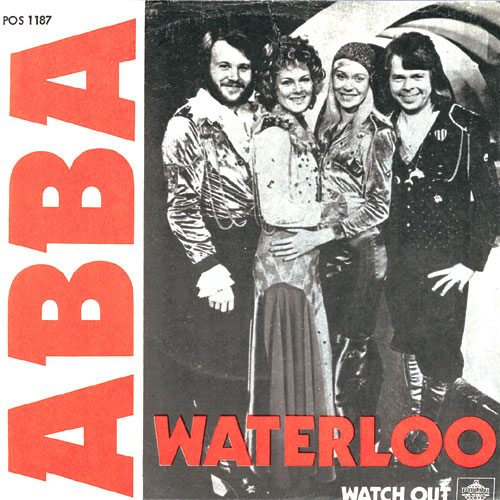 POS 1187
ABBA
WATERLOO
WATCH OUT